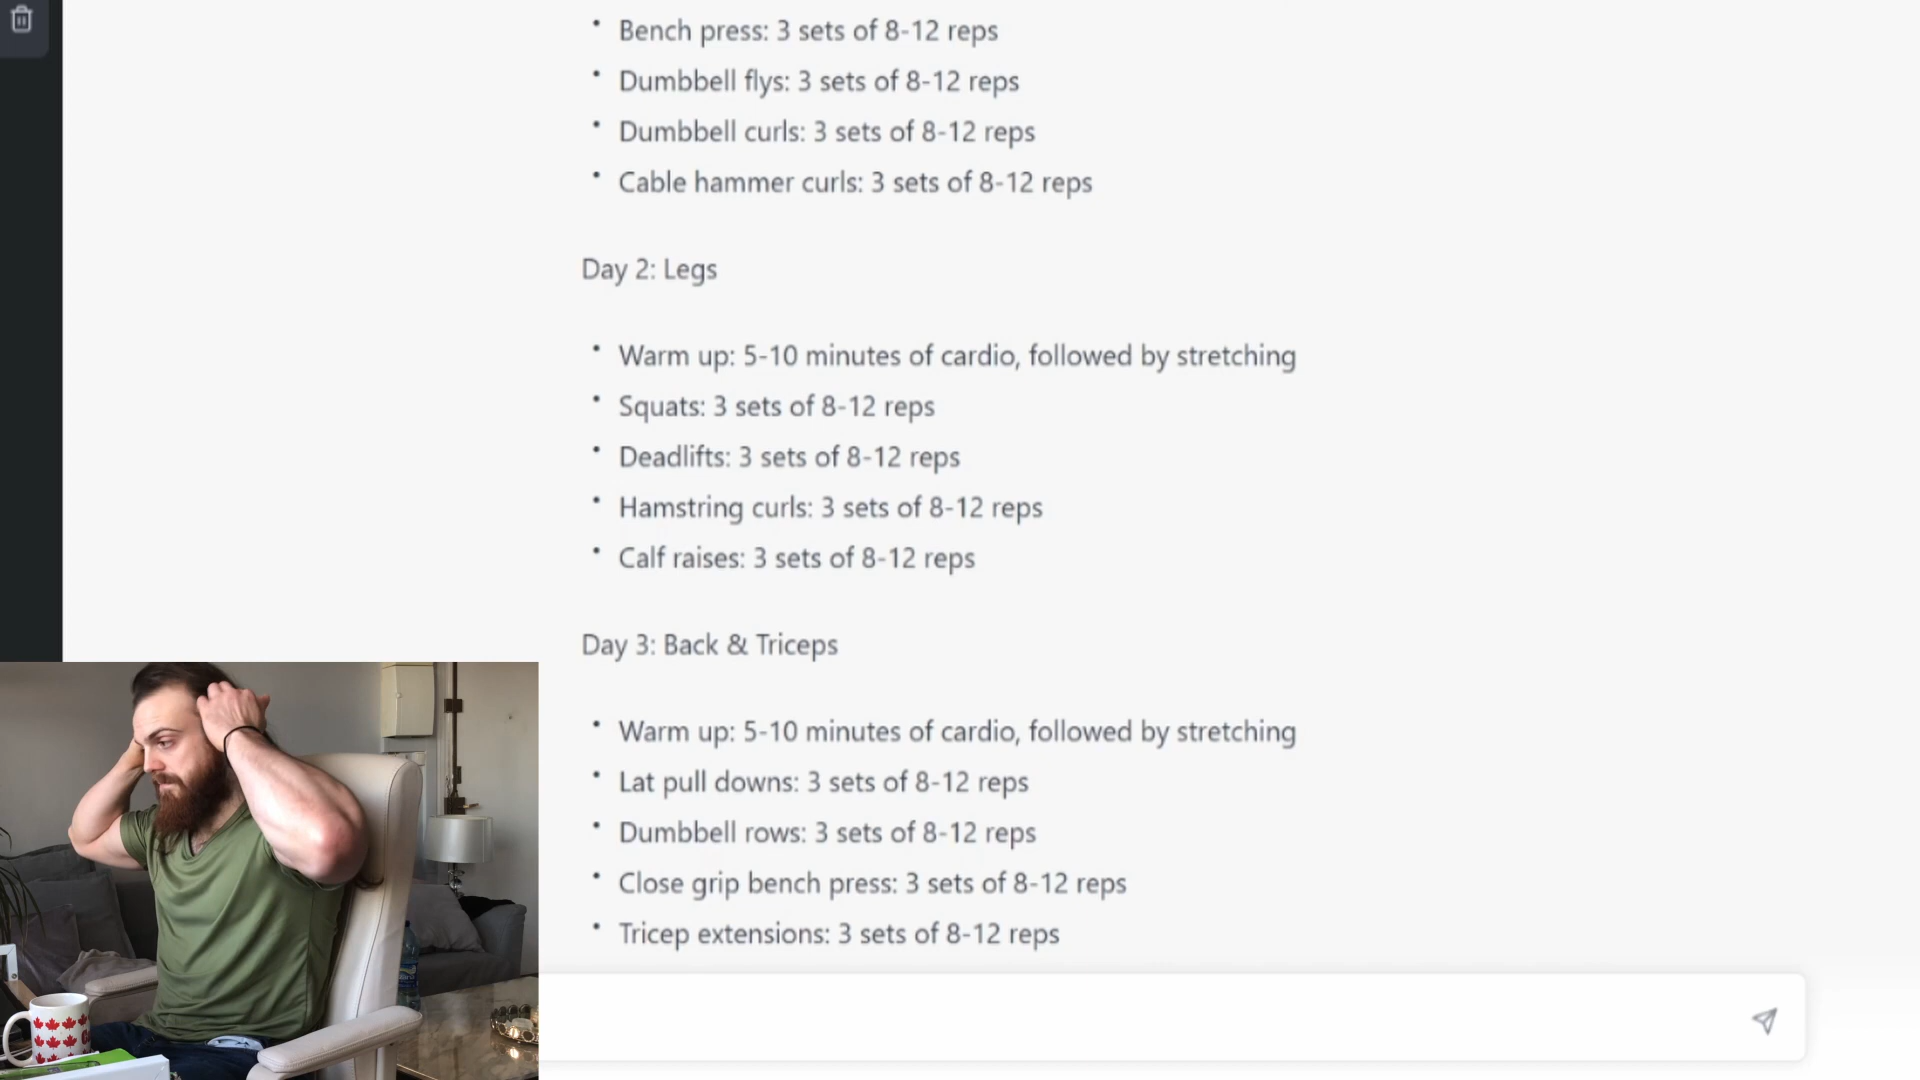 • Bench press: 3 sets of 8-12 reps
• Dumbbell flys: 3 sets of 8-12 reps
• Dumbbell curls: 3 sets of 8-12 reps
• Cable hammer curls: 3 sets of 8-12 reps
Day 2: Legs
• Warm up: 5-10 minutes of cardio, followed by stretching
• Squats: 3 sets of 8-12 reps
• Deadlifts: 3 sets of 8-12 reps
• Hamstring curls: 3 sets of 8-12 reps
• Calf raises: 3 sets of 8-12 reps
Day 3: Back & Triceps
• Warm up: 5-10 minutes of cardio, followed by stretching
• Lat pull downs: 3 sets of 8-12 reps
• Dumbbell rows: 3 sets of 8-12 reps
• Close grip bench press: 3 sets of 8-12 reps
• Tricep extensions: 3 sets of 8-12 reps